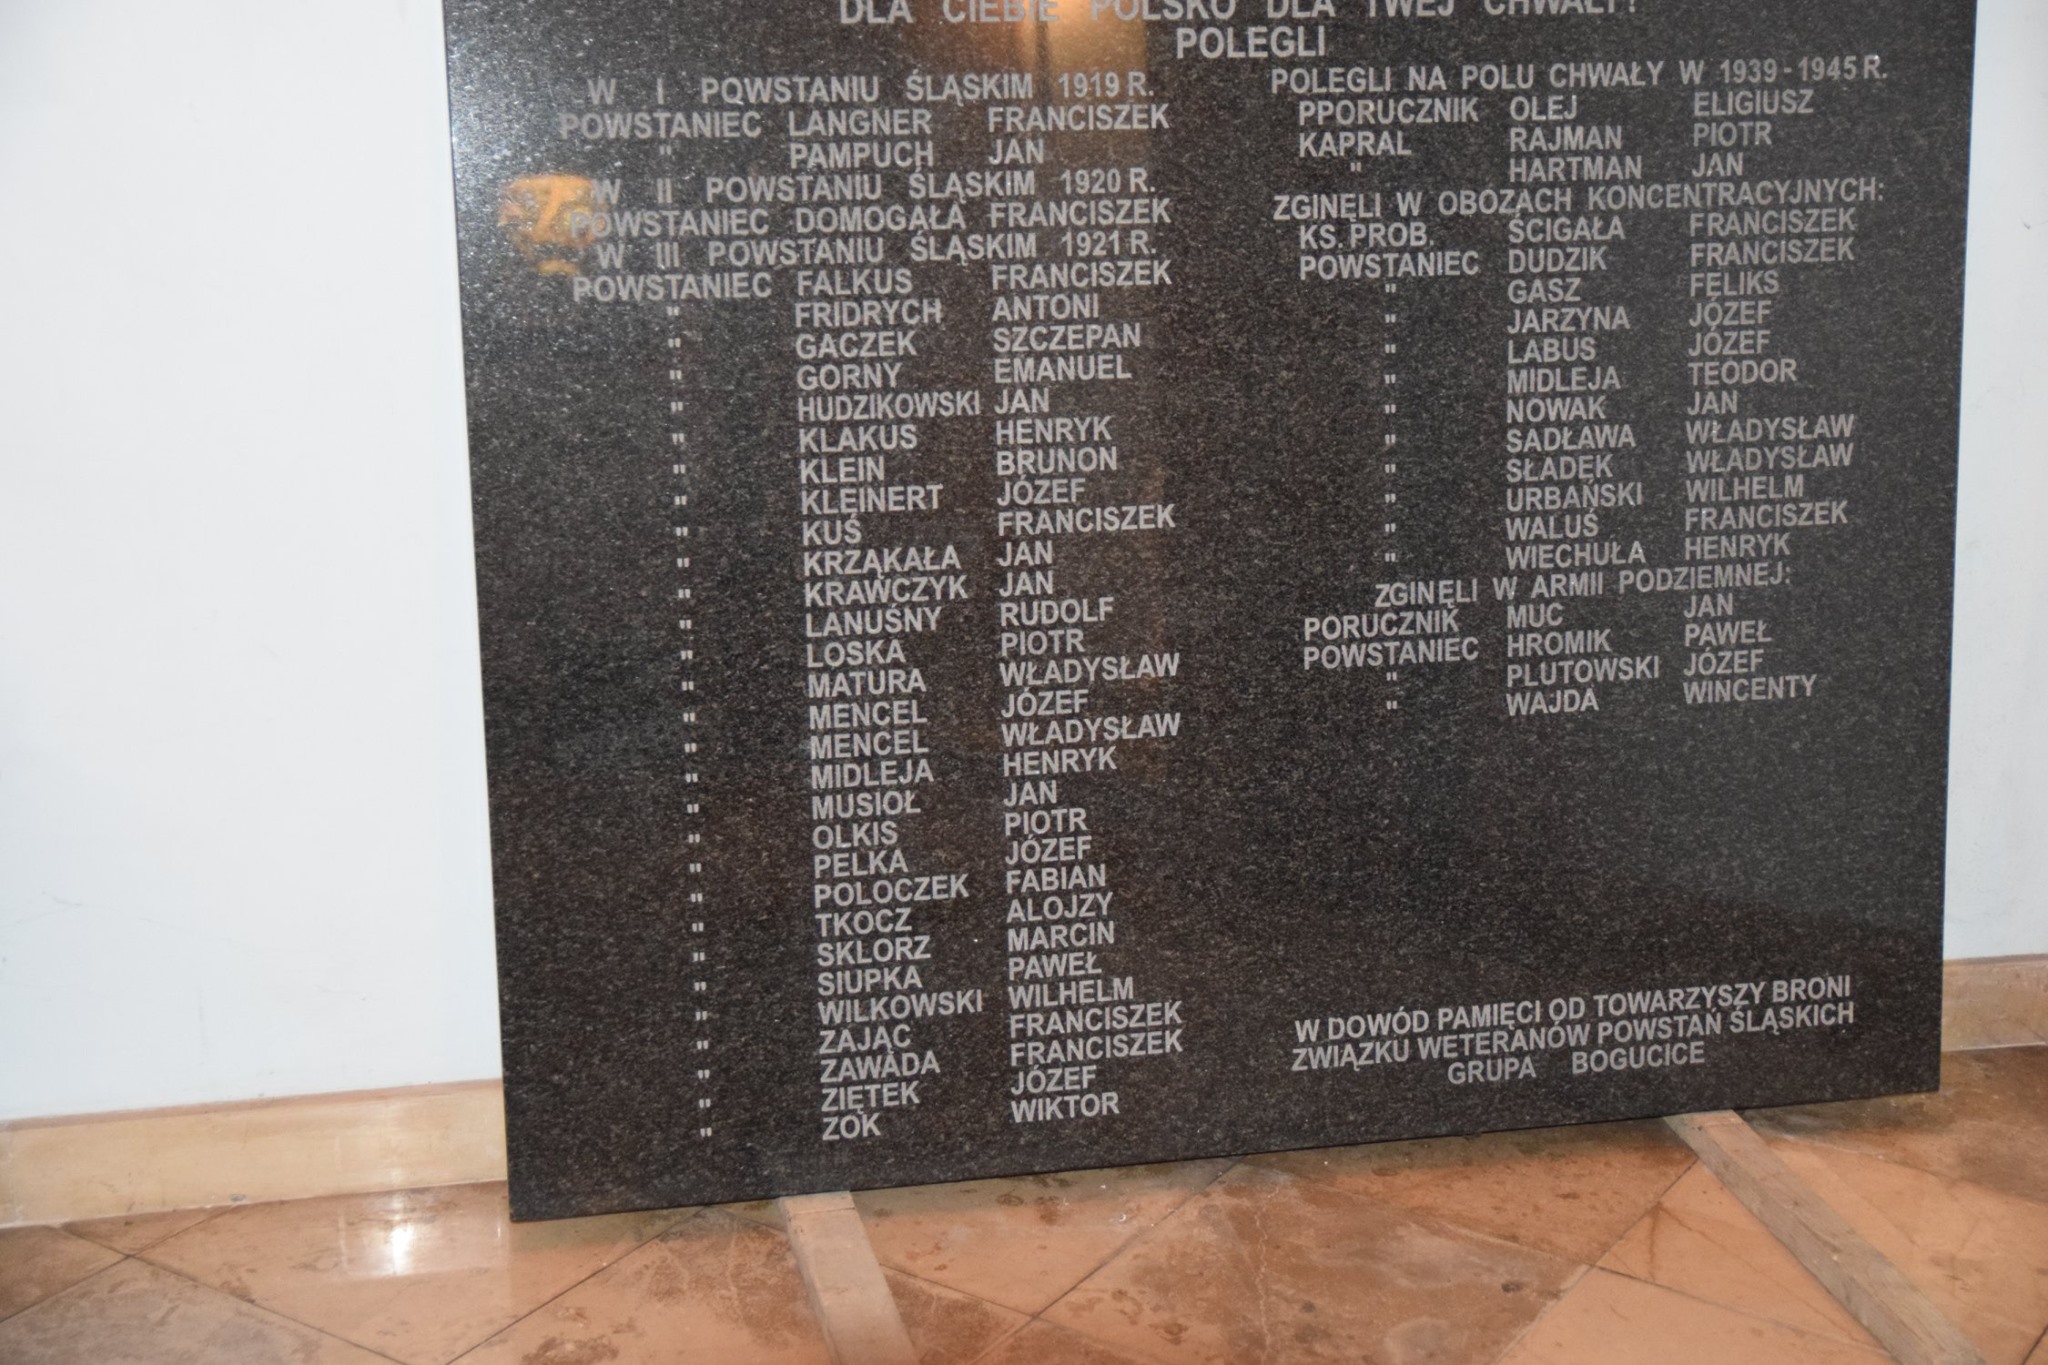 DLA CIEBIE POLSKO DLA TWEJ CHWAŁY!
POLEGLI
W I POWSTANIU ŚLĄSKIM 1919 R.
POWSTANIEC LANGNER FRANCISZEK
" PAMPUCH JAN
W II POWSTANIU ŚLĄSKIM 1920 R.
POWSTANIEC DOMOGAŁA FRANCISZEK
W III POWSTANIU ŚLĄSKIM 1921 R.
POWSTANIEC FALKUS FRANCISZEK
" FRIDRYCH ANTONI
" GACZEK SZCZEPAN
" GORNY EMANUEL
" HUDZIKOWSKI JAN
" KLAKUS HENRYK
" KLEIN BRUNON
" KLEINERT JÓZEF
" KUŚ FRANCISZEK
" KRZĄKAŁA JAN
" KRAWCZYK JAN
" LANUŚNY RUDOLF
" LOSKA PIOTR
" MATURA WŁADYSŁAW
" MENCEL JÓZEF
" MENCEL WŁADYSŁAW
" MIDLEJA HENRYK
" MUSIOŁ JAN
" OLKIS PIOTR
" PELKA JÓZEF
" POLOCZEK FABIAN
" TKOCZ ALOJZY
" SKLORZ MARCIN
" SIUPKA PAWEŁ
" WILKOWSKI WILHELM
" ZAJĄC FRANCISZEK
" ZAWADA FRANCISZEK
" ZIĘTEK JÓZEF
" ZOK WIKTOR
POLEGLI NA POLU CHWAŁY W 1939-1945 R.
PPORUCZNIK OLEJ ELIGIUSZ
KAPRAL RAJMAN PIOTR
" HARTMAN JAN
ZGINĘLI W OBOZACH KONCENTRACYJNYCH:
KS. PROB. ŚCIGAŁA FRANCISZEK
POWSTANIEC DUDZIK FRANCISZEK
" GASZ FELIKS
" JARZYNA JÓZEF
" LABUS JÓZEF
" MIDLEJA TEODOR
" NOWAK JAN
" SADŁAWA WŁADYSŁAW
" SŁADEK WŁADYSŁAW
" URBAŃSKI WILHELM
" WALUŚ FRANCISZEK
" WIECHUŁA HENRYK
ZGINĘLI W ARMII PODZIEMNEJ:
PORUCZNIK MUC JAN
POWSTANIEC HROMIK PAWEŁ
" PLUTOWSKI JÓZEF
" WAJDA WINCENTY
W DOWÓD PAMIĘCI OD TOWARZYSZY BRONI
ZWIĄZKU WETERANÓW POWSTAŃ ŚLĄSKICH
GRUPA BOGUCICE